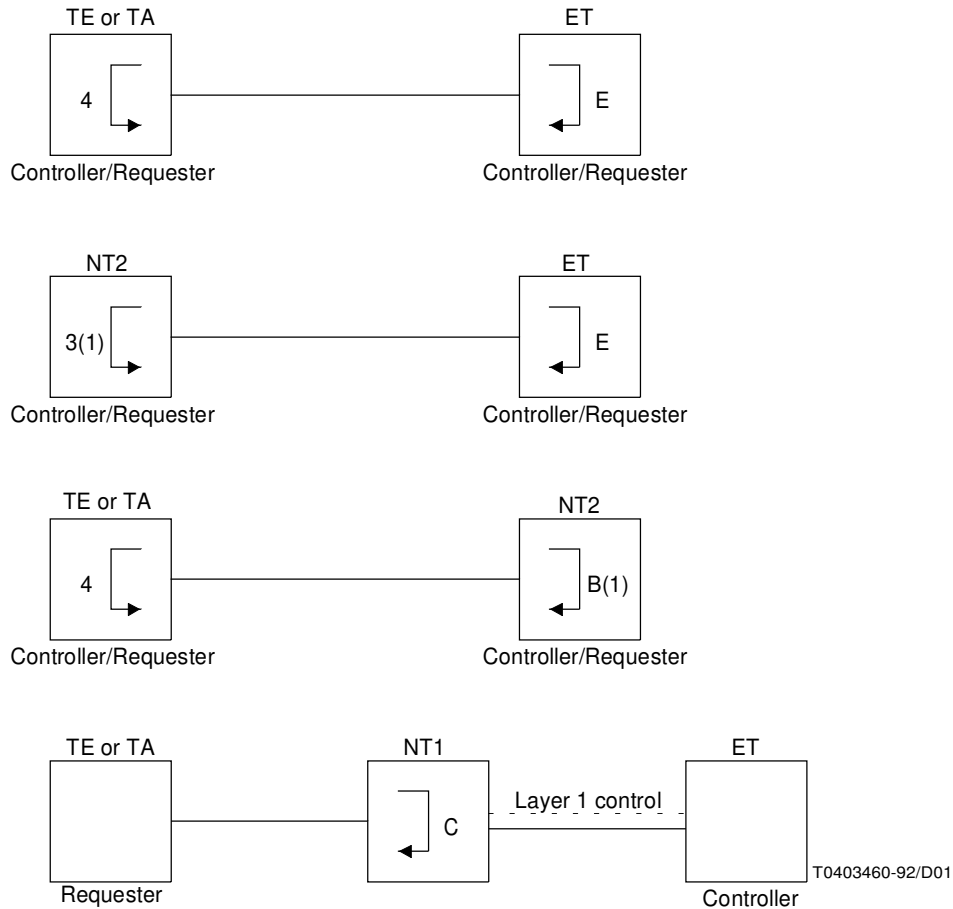 TE or TA
ET
4
E
Controller/Requester
Controller/Requester
NT2
ET
3(1)
E
Controller/Requester
Controller/Requester
TE or TA
NT2
4
B(1)
Controller/Requester
Controller/Requester
TE or TA
NT1
ET
Layer 1 control
C
T0403460-92/D01
Requester
Controller